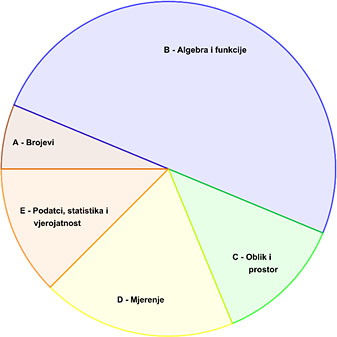 B - Algebra i funkcije
A - Brojevi
E - Podatci, statistika i
vjerojatnost
C - Oblik i
prostor
D - Mjerenje